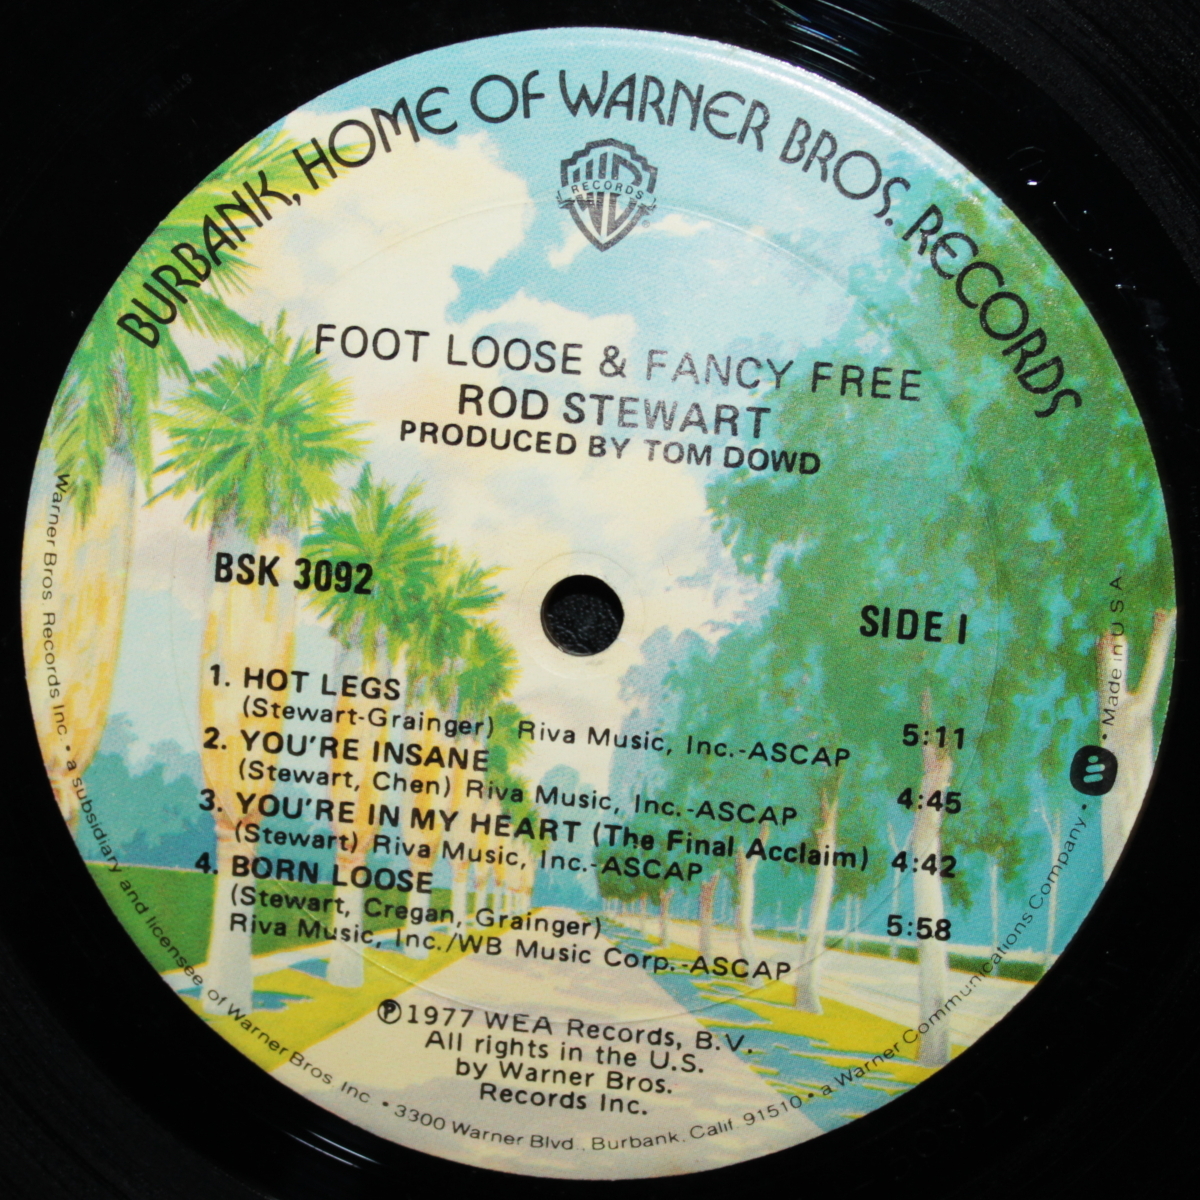 BURBANK, HOME OF WARNER BROS. RECORDS
WB
RECORDS
FOOT LOOSE & FANCY FREE
ROD STEWART
PRODUCED BY TOM DOWD
BSK 3092
SIDE 1
1. HOT LEGS
(Stewart-Grainger) Riva Music, Inc.-ASCAP 5:11
2. YOU'RE INSANE
(Stewart, Chen) Riva Music, Inc.-ASCAP 4:45
3. YOU'RE IN MY HEART (The Final Acclaim) 4:42
(Stewart) Riva Music, Inc.-ASCAP
4. BORN LOOSE
(Stewart, Cregan, Grainger) 5:58
Riva Music, Inc./WB Music Corp.-ASCAP
℗1977 WEA Records, B.V.
All rights in the U.S.
by Warner Bros.
Records Inc.
Warner Bros. Records Inc. • a subsidiary and licensee of Warner Bros. Inc. • 3300 Warner Blvd., Burbank, Calif. 91510 • a Warner Communications Company • Made in U.S.A.